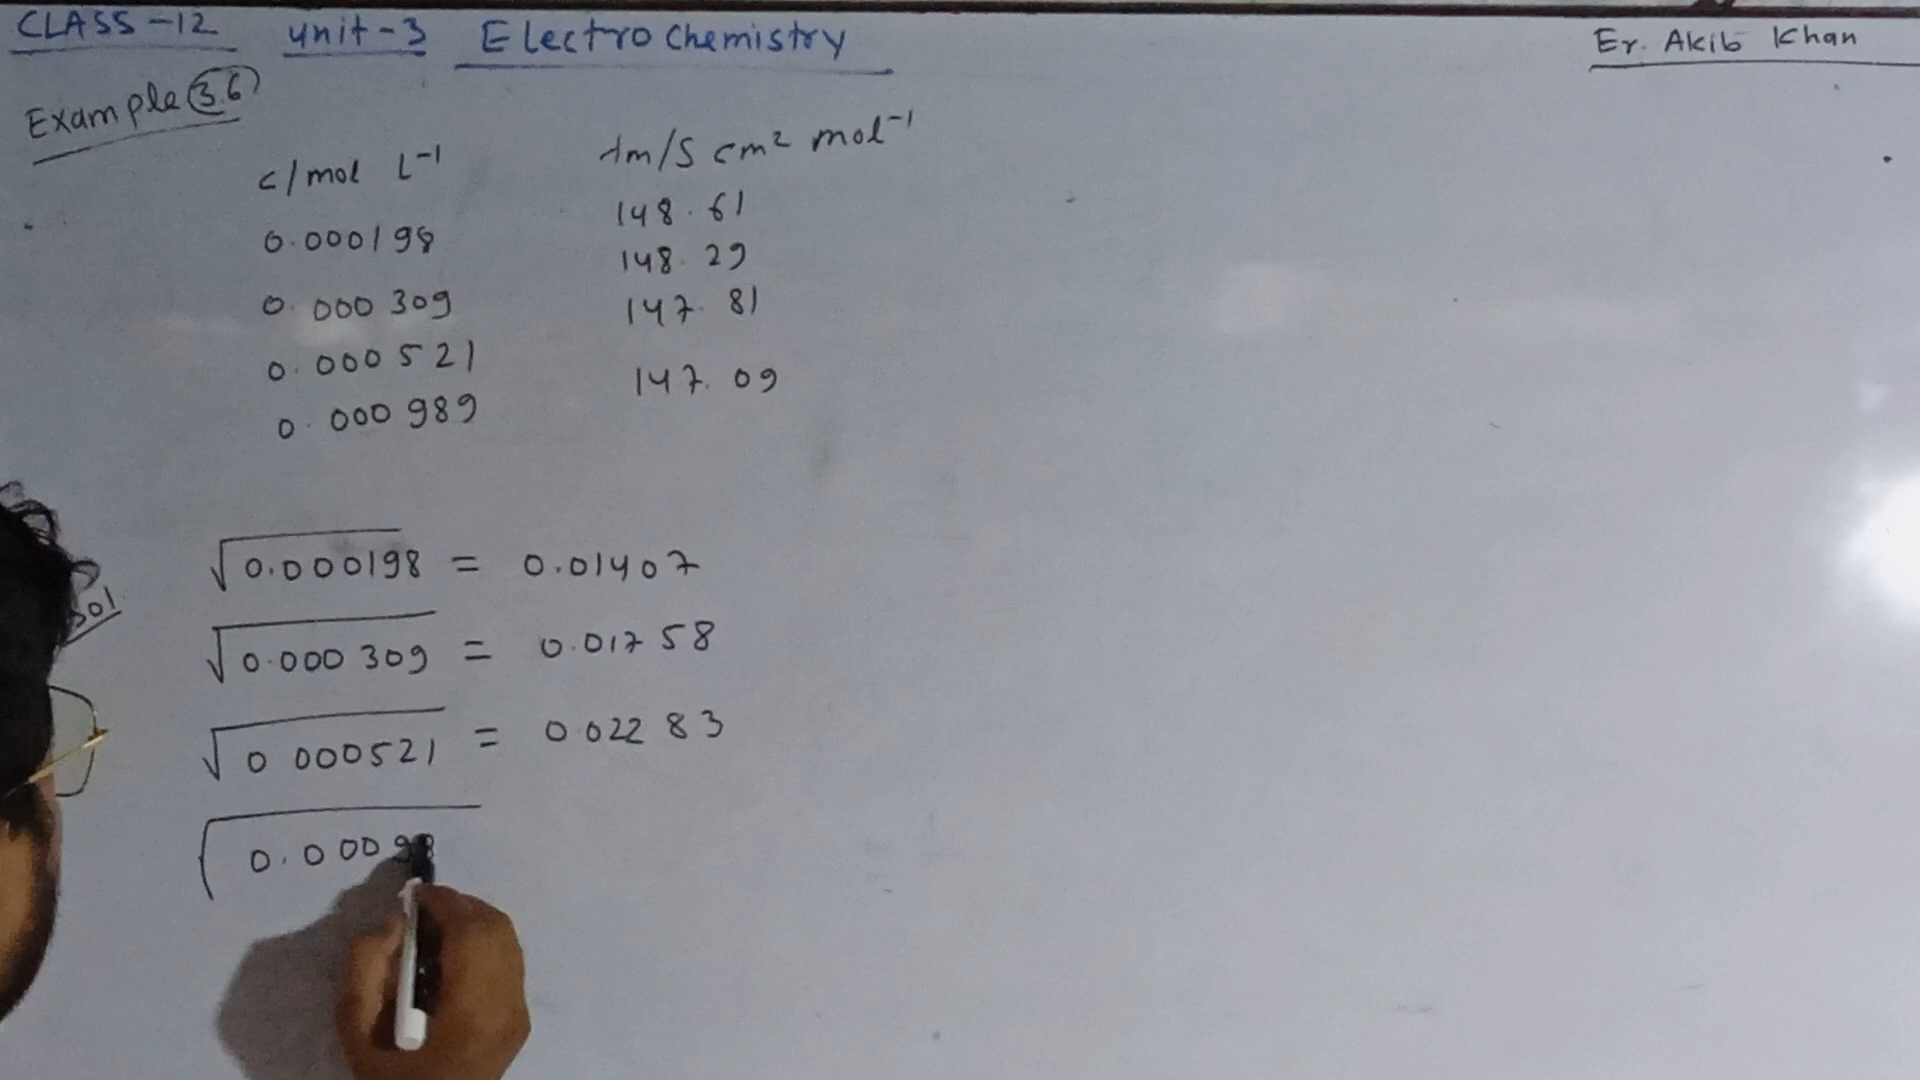 CLASS-12 unit-3 Electro Chemistry Er. Akib Khan
Example 3.6
c/mol L⁻¹ Λm/S cm² mol⁻¹
0.000198 148.61
0.000309 148.29
0.000521 147.81
0.000989 147.09
Sol
√0.000198 = 0.01407
√0.000309 = 0.01758
√0.000521 = 0.02283
0.00098